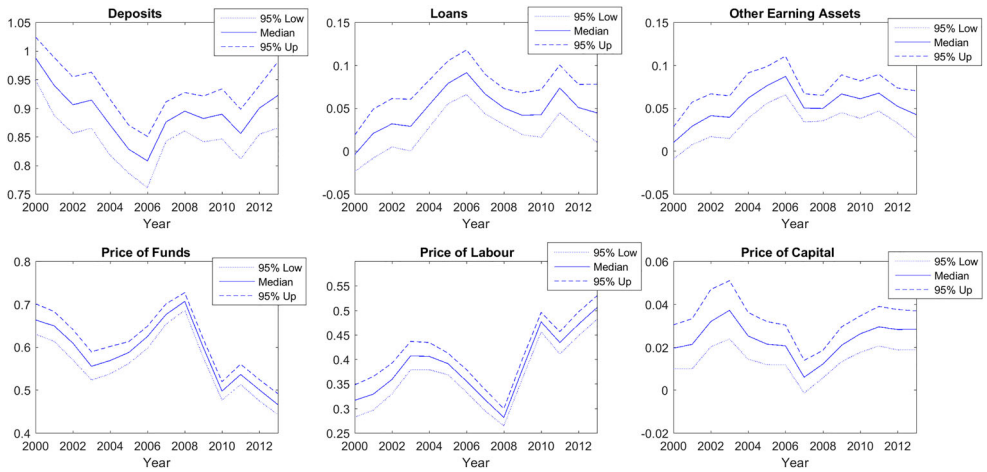 Deposits
1.05
1
0.95
0.9
0.85
0.8
0.75
2000 2002 2004 2006 2008 2010 2012
Year
95% Low
Median
95% Up
Loans
0.15
0.1
0.05
0
-0.05
2000 2002 2004 2006 2008 2010 2012
Year
95% Low
Median
95% Up
Other Earning Assets
0.15
0.1
0.05
0
-0.05
2000 2002 2004 2006 2008 2010 2012
Year
95% Low
Median
95% Up
Price of Funds
0.8
0.7
0.6
0.5
0.4
2000 2002 2004 2006 2008 2010 2012
Year
95% Low
Median
95% Up
Price of Labour
0.6
0.55
0.5
0.45
0.4
0.35
0.3
0.25
2000 2002 2004 2006 2008 2010 2012
Year
95% Low
Median
95% Up
Price of Capital
0.06
0.04
0.02
0
-0.02
2000 2002 2004 2006 2008 2010 2012
Year
95% Low
Median
95% Up